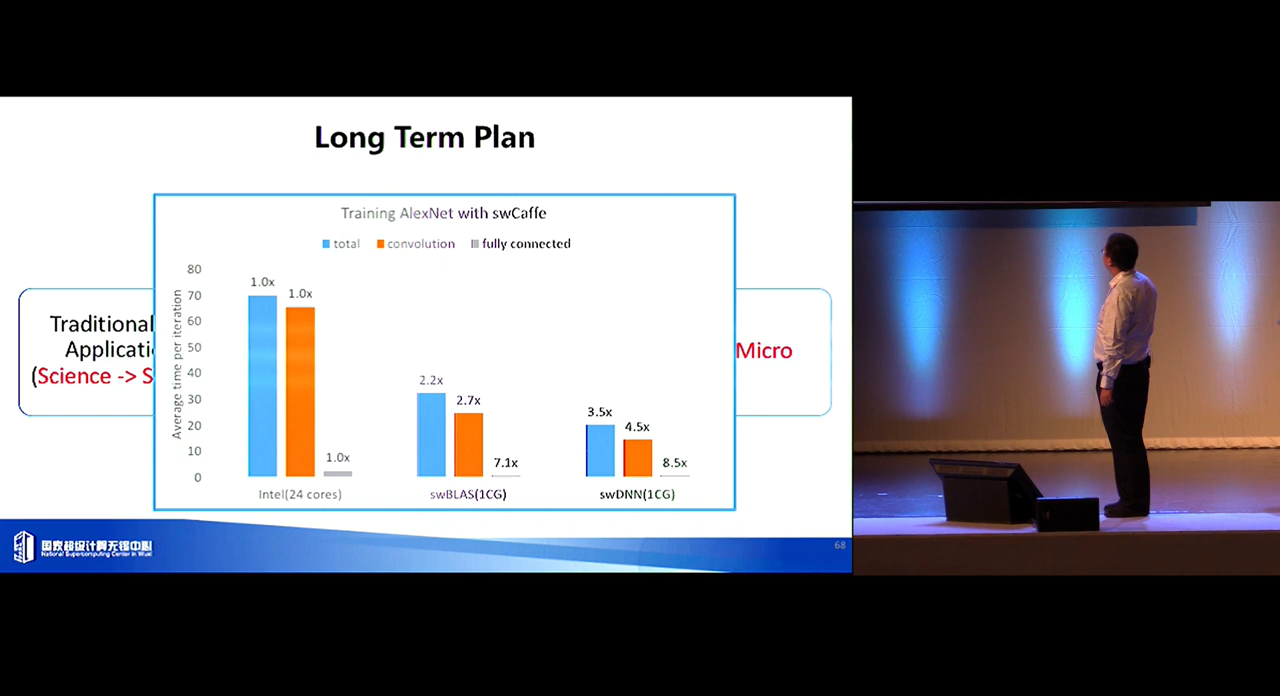 Long Term Plan
Training AlexNet with swCaffe
total convolution fully connected
80
70
60
50
40
30
20
10
0
Average time per iteration
1.0x
1.0x
1.0x
2.2x
2.7x
7.1x
3.5x
4.5x
8.5x
Intel(24 cores)
swBLAS(1CG)
swDNN(1CG)
Traditional
Applicati
(Science -> S
Micro
国家超级计算无锡中心
National Supercomputing Center in Wuxi
68